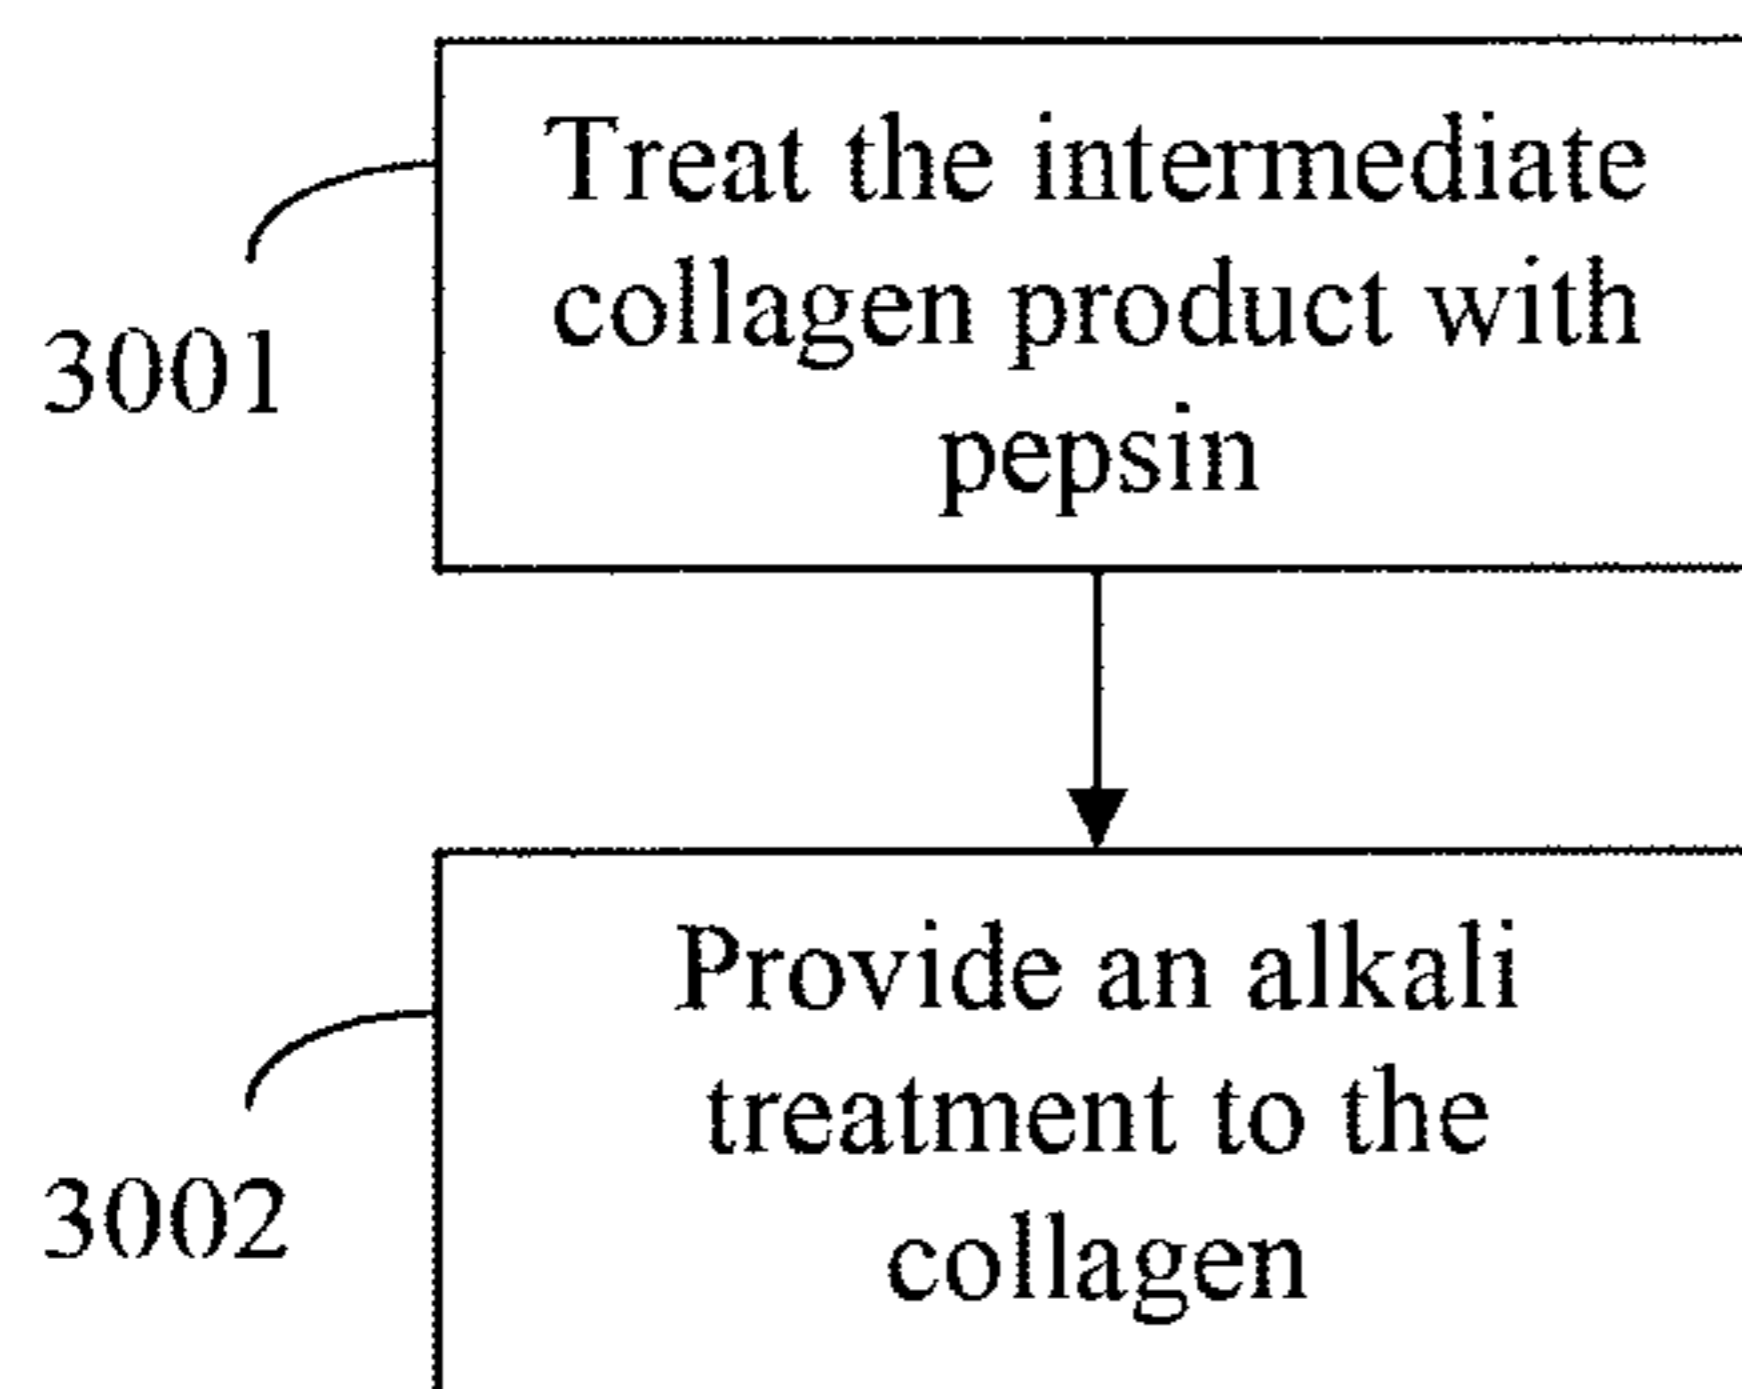 Treat the intermediate
collagen product with
pepsin
3001
Provide an alkali
treatment to the
collagen
3002